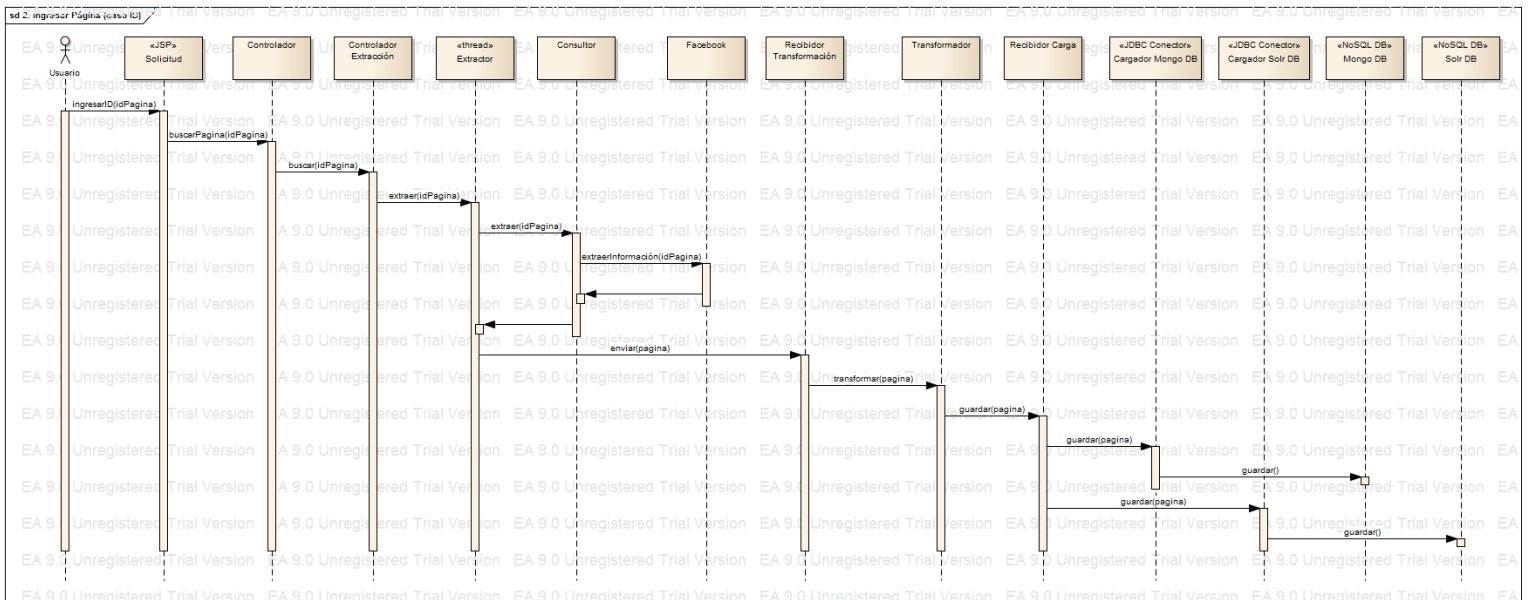 sd 2. Ingresar Página (caso ID)
Usuario
«JSP»
Solicitud
Controlador
Controlador
Extracción
«thread»
Extractor
Consultor
Facebook
Recibidor
Transformación
Transformador
Recibidor Carga
«JDBC Conector»
Cargador Mongo DB
«JDBC Conector»
Cargador Solr DB
«NoSQL DB»
Mongo DB
«NoSQL DB»
Solr DB
ingresarID(idPagina)
buscarPagina(idPagina)
buscar(idPagina)
extraer(idPagina)
extraer(idPagina)
extraerInformación(idPagina)
enviar(pagina)
transformar(pagina)
guardar(pagina)
guardar(pagina)
guardar()
guardar(pagina)
guardar()
EA 9.0 Unregistered Trial Version